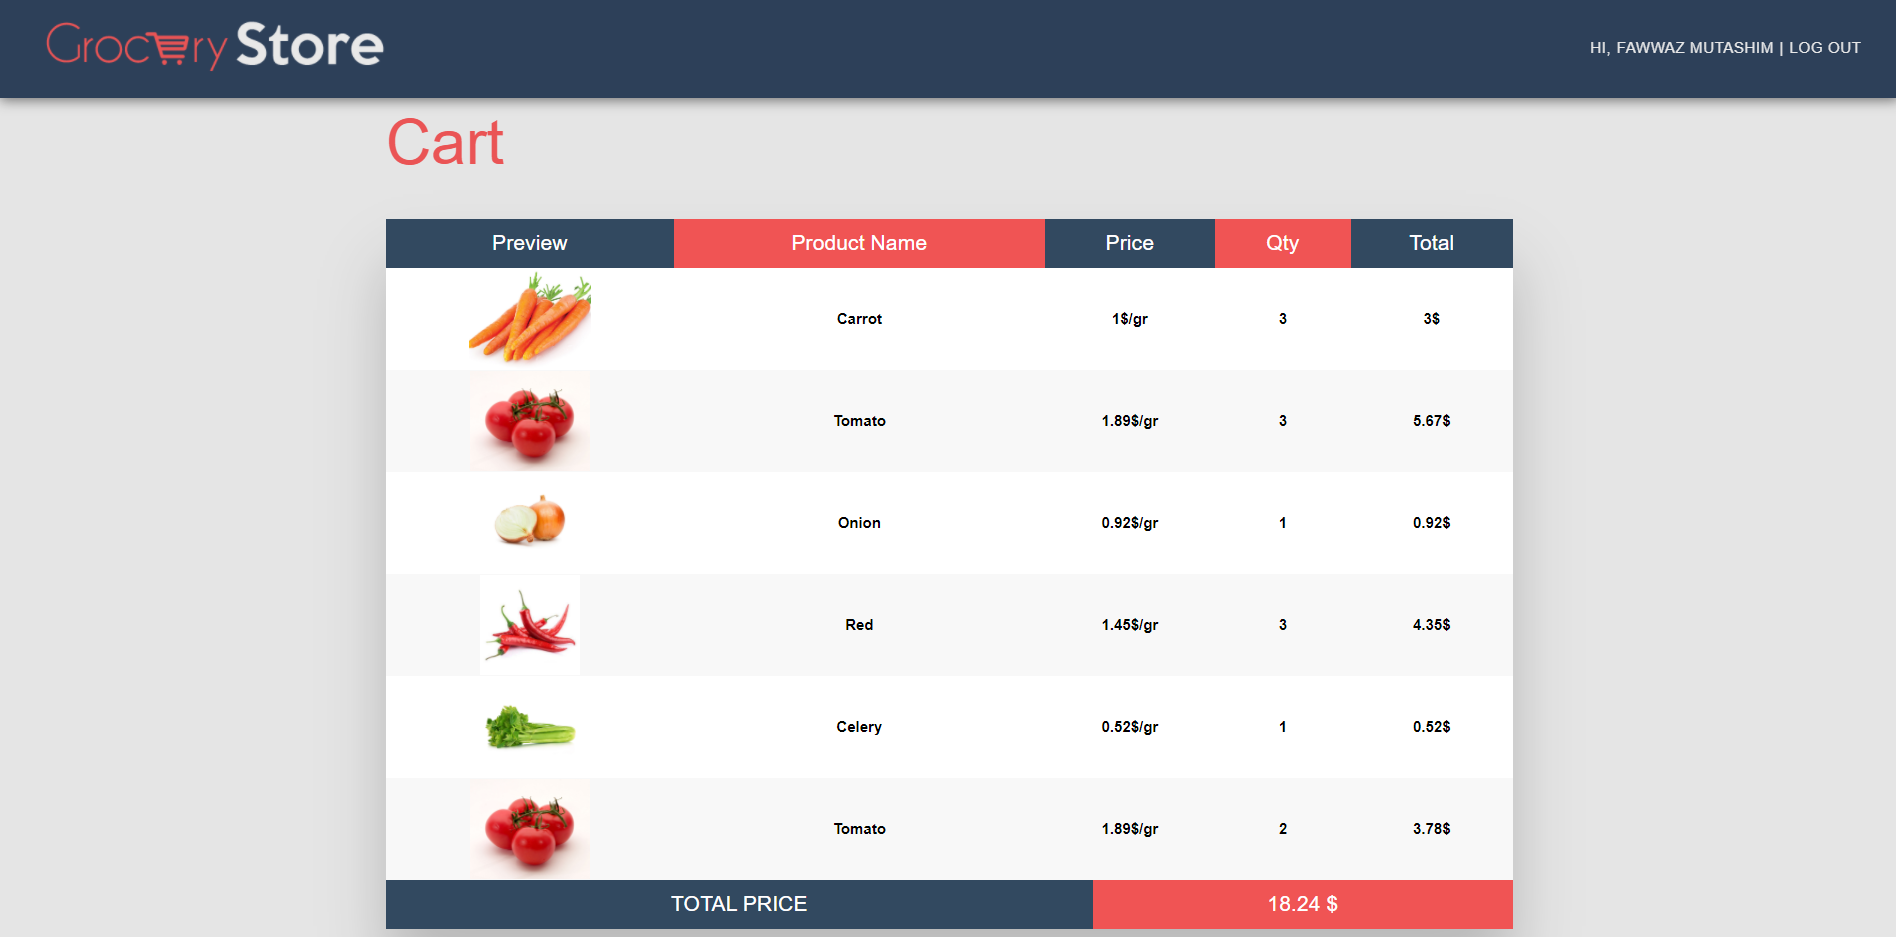 Grocery Store
HI, FAWWAZ MUTASHIM | LOG OUT
Cart
Preview Product Name Price Qty Total
Carrot 1$/gr 3 3$
Tomato 1.89$/gr 3 5.67$
Onion 0.92$/gr 1 0.92$
Red 1.45$/gr 3 4.35$
Celery 0.52$/gr 1 0.52$
Tomato 1.89$/gr 2 3.78$
TOTAL PRICE 18.24 $